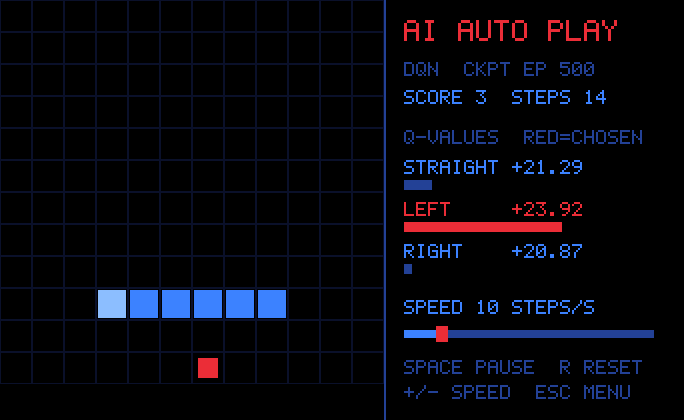 AI AUTO PLAY
DQN  CKPT EP 500
SCORE 3  STEPS 14
Q-VALUES  RED=CHOSEN
STRAIGHT +21.29
LEFT     +23.92
RIGHT    +20.87
SPEED 10 STEPS/S
SPACE PAUSE  R RESET
+/- SPEED  ESC MENU